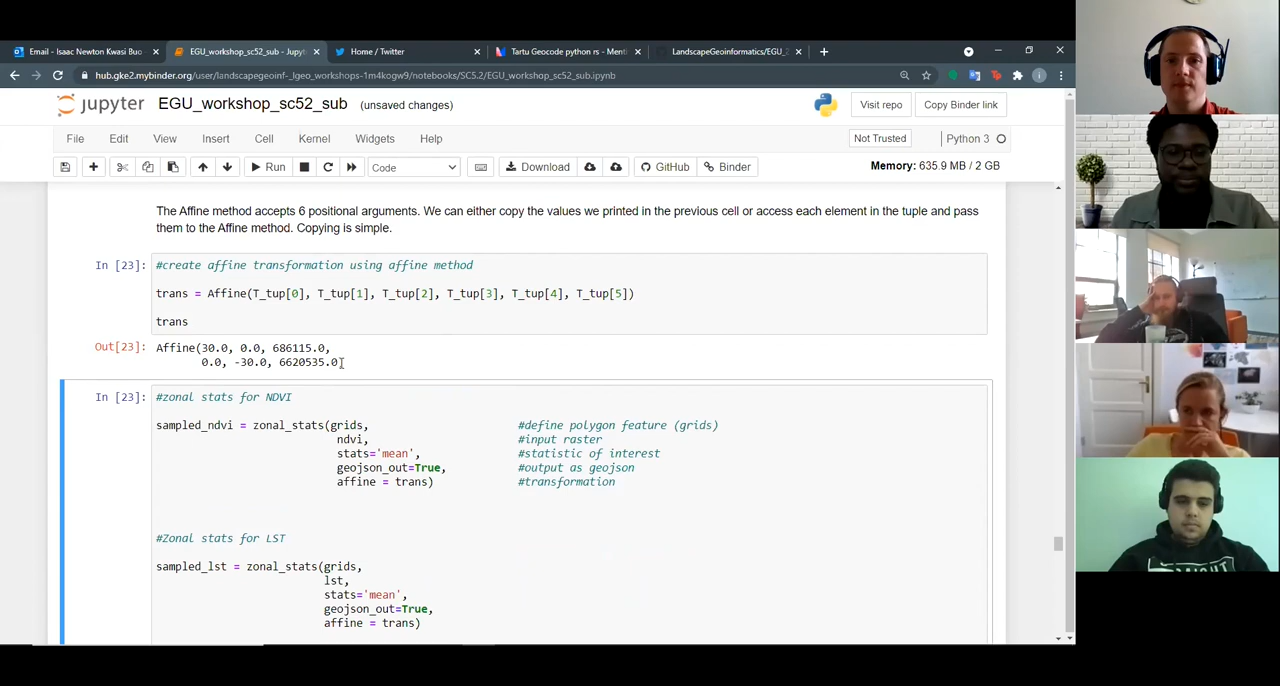 Email - Isaac Newton Kwasi Buo - EGU_workshop_sc52_sub - Jupyt Home / Twitter Tartu Geocode python rs - Menti LandscapeGeoinformatics/EGU_2
hub.gke2.mybinder.org/user/landscapegeoinf-_lgeo_workshops-1m4kogw9/notebooks/SC5.2/EGU_workshop_sc52_sub.ipynb
jupyter EGU_workshop_sc52_sub (unsaved changes) Visit repo Copy Binder link
File Edit View Insert Cell Kernel Widgets Help Not Trusted Python 3
Run Code Download GitHub Binder Memory: 635.9 MB / 2 GB
The Affine method accepts 6 positional arguments. We can either copy the values we printed in the previous cell or access each element in the tuple and pass
them to the Affine method. Copying is simple.
In [23]: #create affine transformation using affine method
trans = Affine(T_tup[0], T_tup[1], T_tup[2], T_tup[3], T_tup[4], T_tup[5])
trans
Out[23]: Affine(30.0, 0.0, 686115.0,
0.0, -30.0, 6620535.0)
In [23]: #zonal stats for NDVI
sampled_ndvi = zonal_stats(grids, #define polygon feature (grids)
ndvi, #input raster
stats='mean', #statistic of interest
geojson_out=True, #output as geojson
affine = trans) #transformation
#Zonal stats for LST
sampled_lst = zonal_stats(grids,
lst,
stats='mean',
geojson_out=True,
affine = trans)